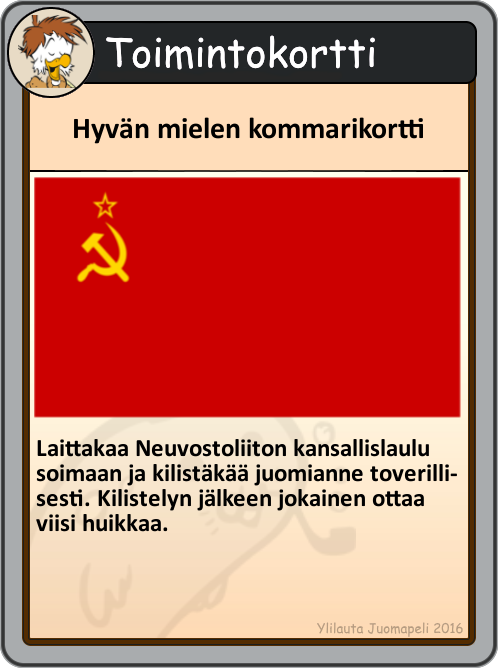 Toimintokortti
Hyvän mielen kommarikortti
Laittakaa Neuvostoliiton kansallislaulu
soimaan ja kilistäkää juomianne toverilli-
sesti. Kilistelyn jälkeen jokainen ottaa
viisi huikkaa.
Ylilauta Juomapeli 2016